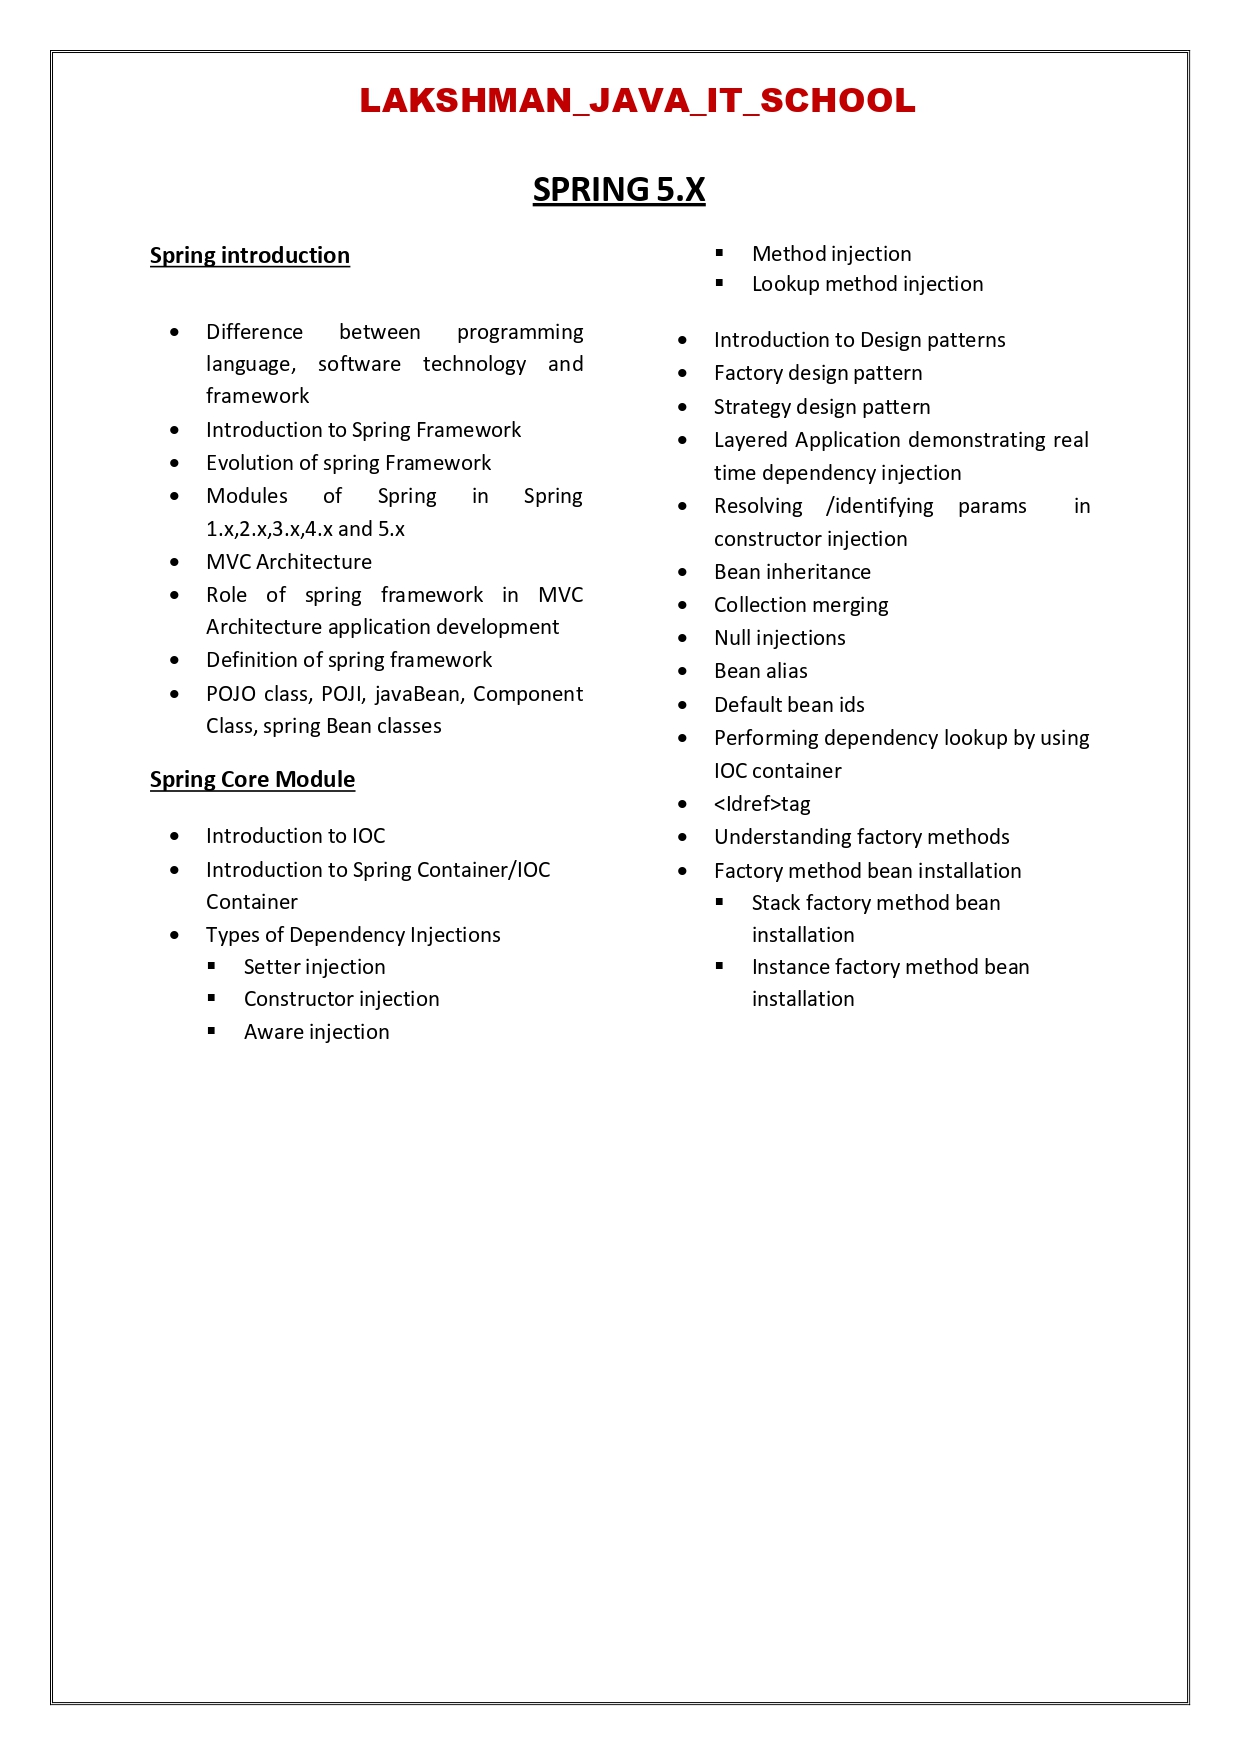 LAKSHMAN_JAVA_IT_SCHOOL
SPRING 5.X
Spring introduction
• Difference between programming
language, software technology and
framework
• Introduction to Spring Framework
• Evolution of spring Framework
• Modules of Spring in Spring
1.x,2.x,3.x,4.x and 5.x
• MVC Architecture
• Role of spring framework in MVC
Architecture application development
• Definition of spring framework
• POJO class, POJI, javaBean, Component
Class, spring Bean classes
Spring Core Module
• Introduction to IOC
• Introduction to Spring Container/IOC
Container
• Types of Dependency Injections
▪ Setter injection
▪ Constructor injection
▪ Aware injection
▪ Method injection
▪ Lookup method injection
• Introduction to Design patterns
• Factory design pattern
• Strategy design pattern
• Layered Application demonstrating real
time dependency injection
• Resolving /identifying params in
constructor injection
• Bean inheritance
• Collection merging
• Null injections
• Bean alias
• Default bean ids
• Performing dependency lookup by using
IOC container
• <Idref>tag
• Understanding factory methods
• Factory method bean installation
▪ Stack factory method bean
installation
▪ Instance factory method bean
installation